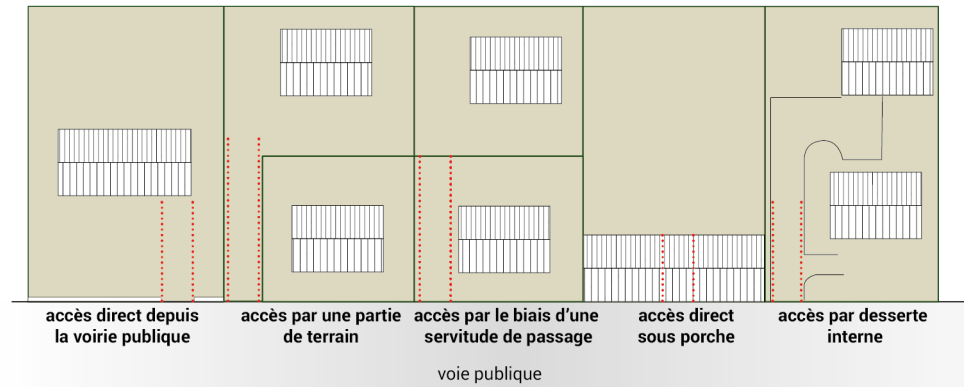 accès direct depuis
la voirie publique
accès par une partie
de terrain
accès par le biais d'une
servitude de passage
accès direct
sous porche
accès par desserte
interne
voie publique